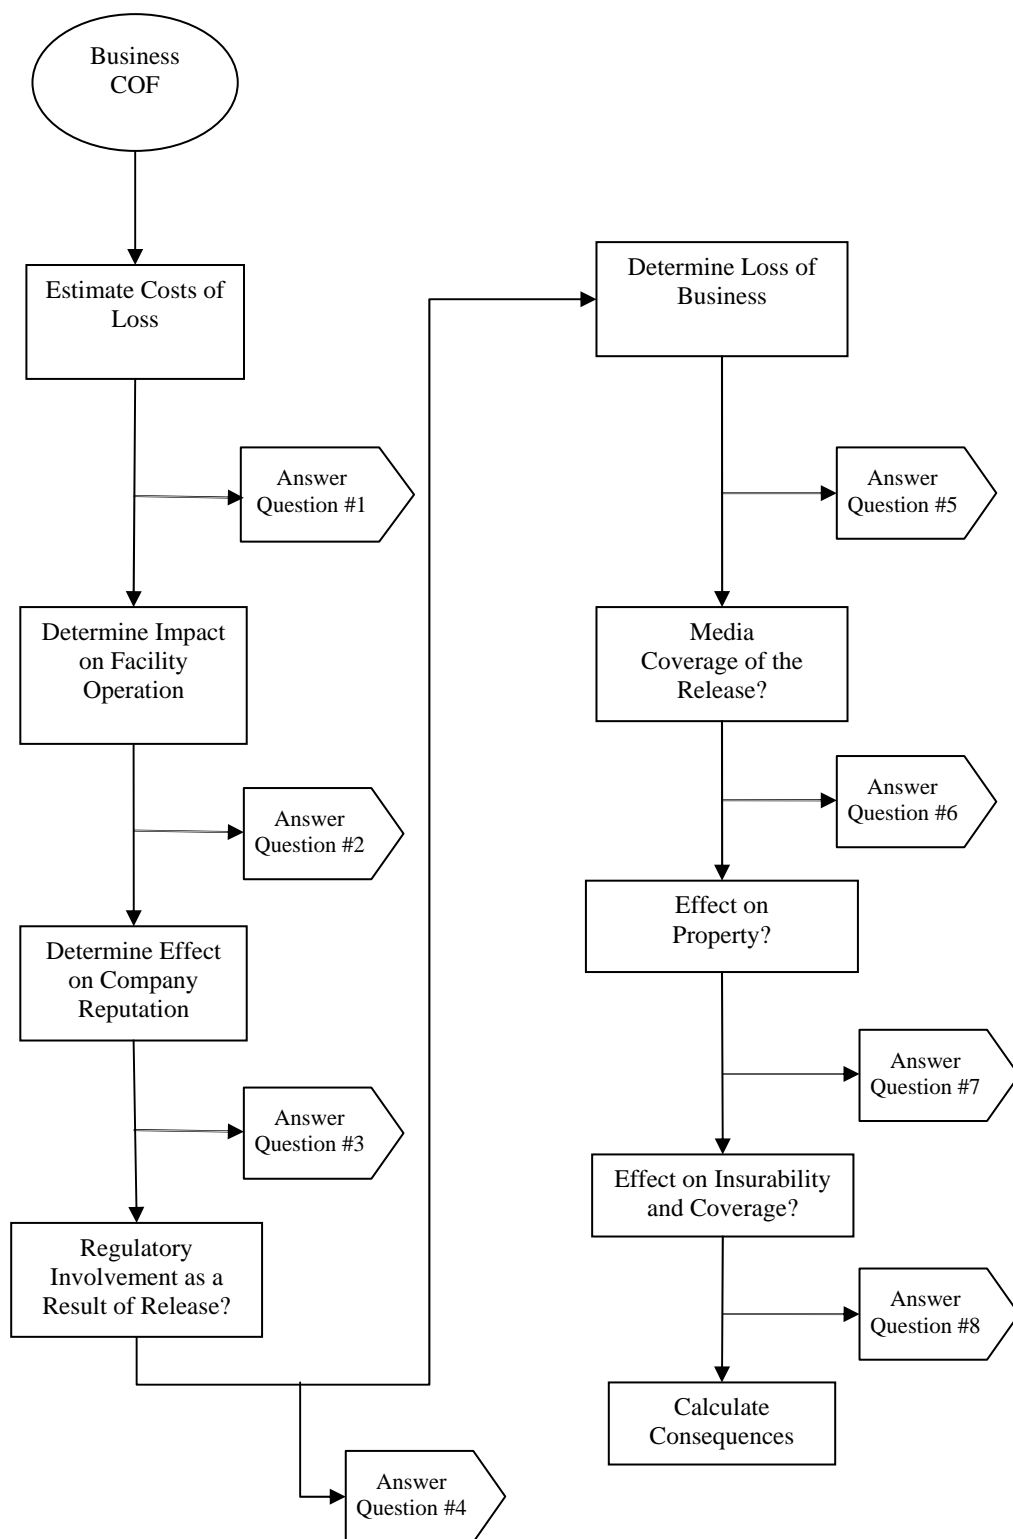 Business
COF
Estimate Costs of
Loss
Answer
Question #1
Determine Impact
on Facility
Operation
Answer
Question #2
Determine Effect
on Company
Reputation
Answer
Question #3
Regulatory
Involvement as a
Result of Release?
Answer
Question #4
Determine Loss of
Business
Answer
Question #5
Media
Coverage of the
Release?
Answer
Question #6
Effect on
Property?
Answer
Question #7
Effect on Insurability
and Coverage?
Answer
Question #8
Calculate
Consequences